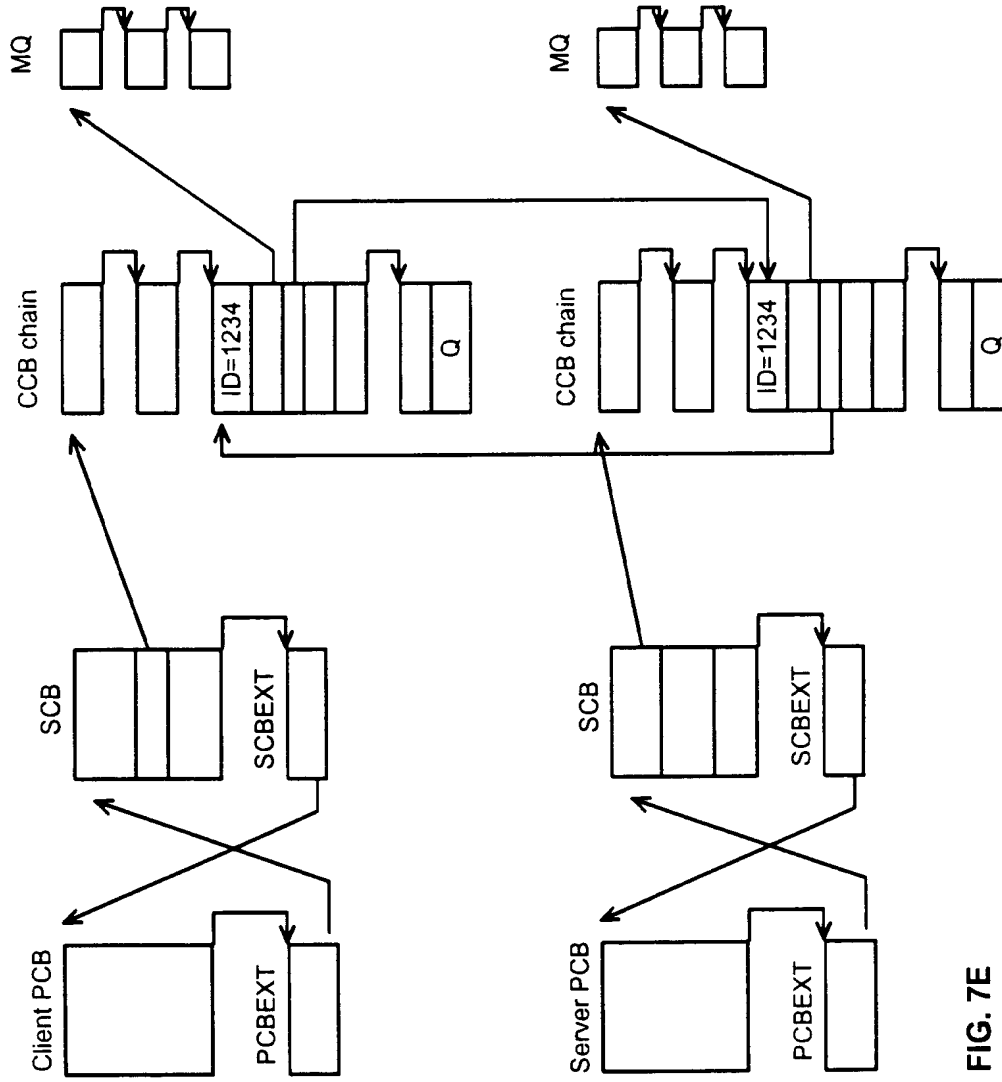 Client PCB
PCBEXT
SCB
SCBEXT
CCB chain
ID=1234
Q
MQ
Server PCB
PCBEXT
SCB
SCBEXT
CCB chain
ID=1234
Q
MQ
FIG. 7E